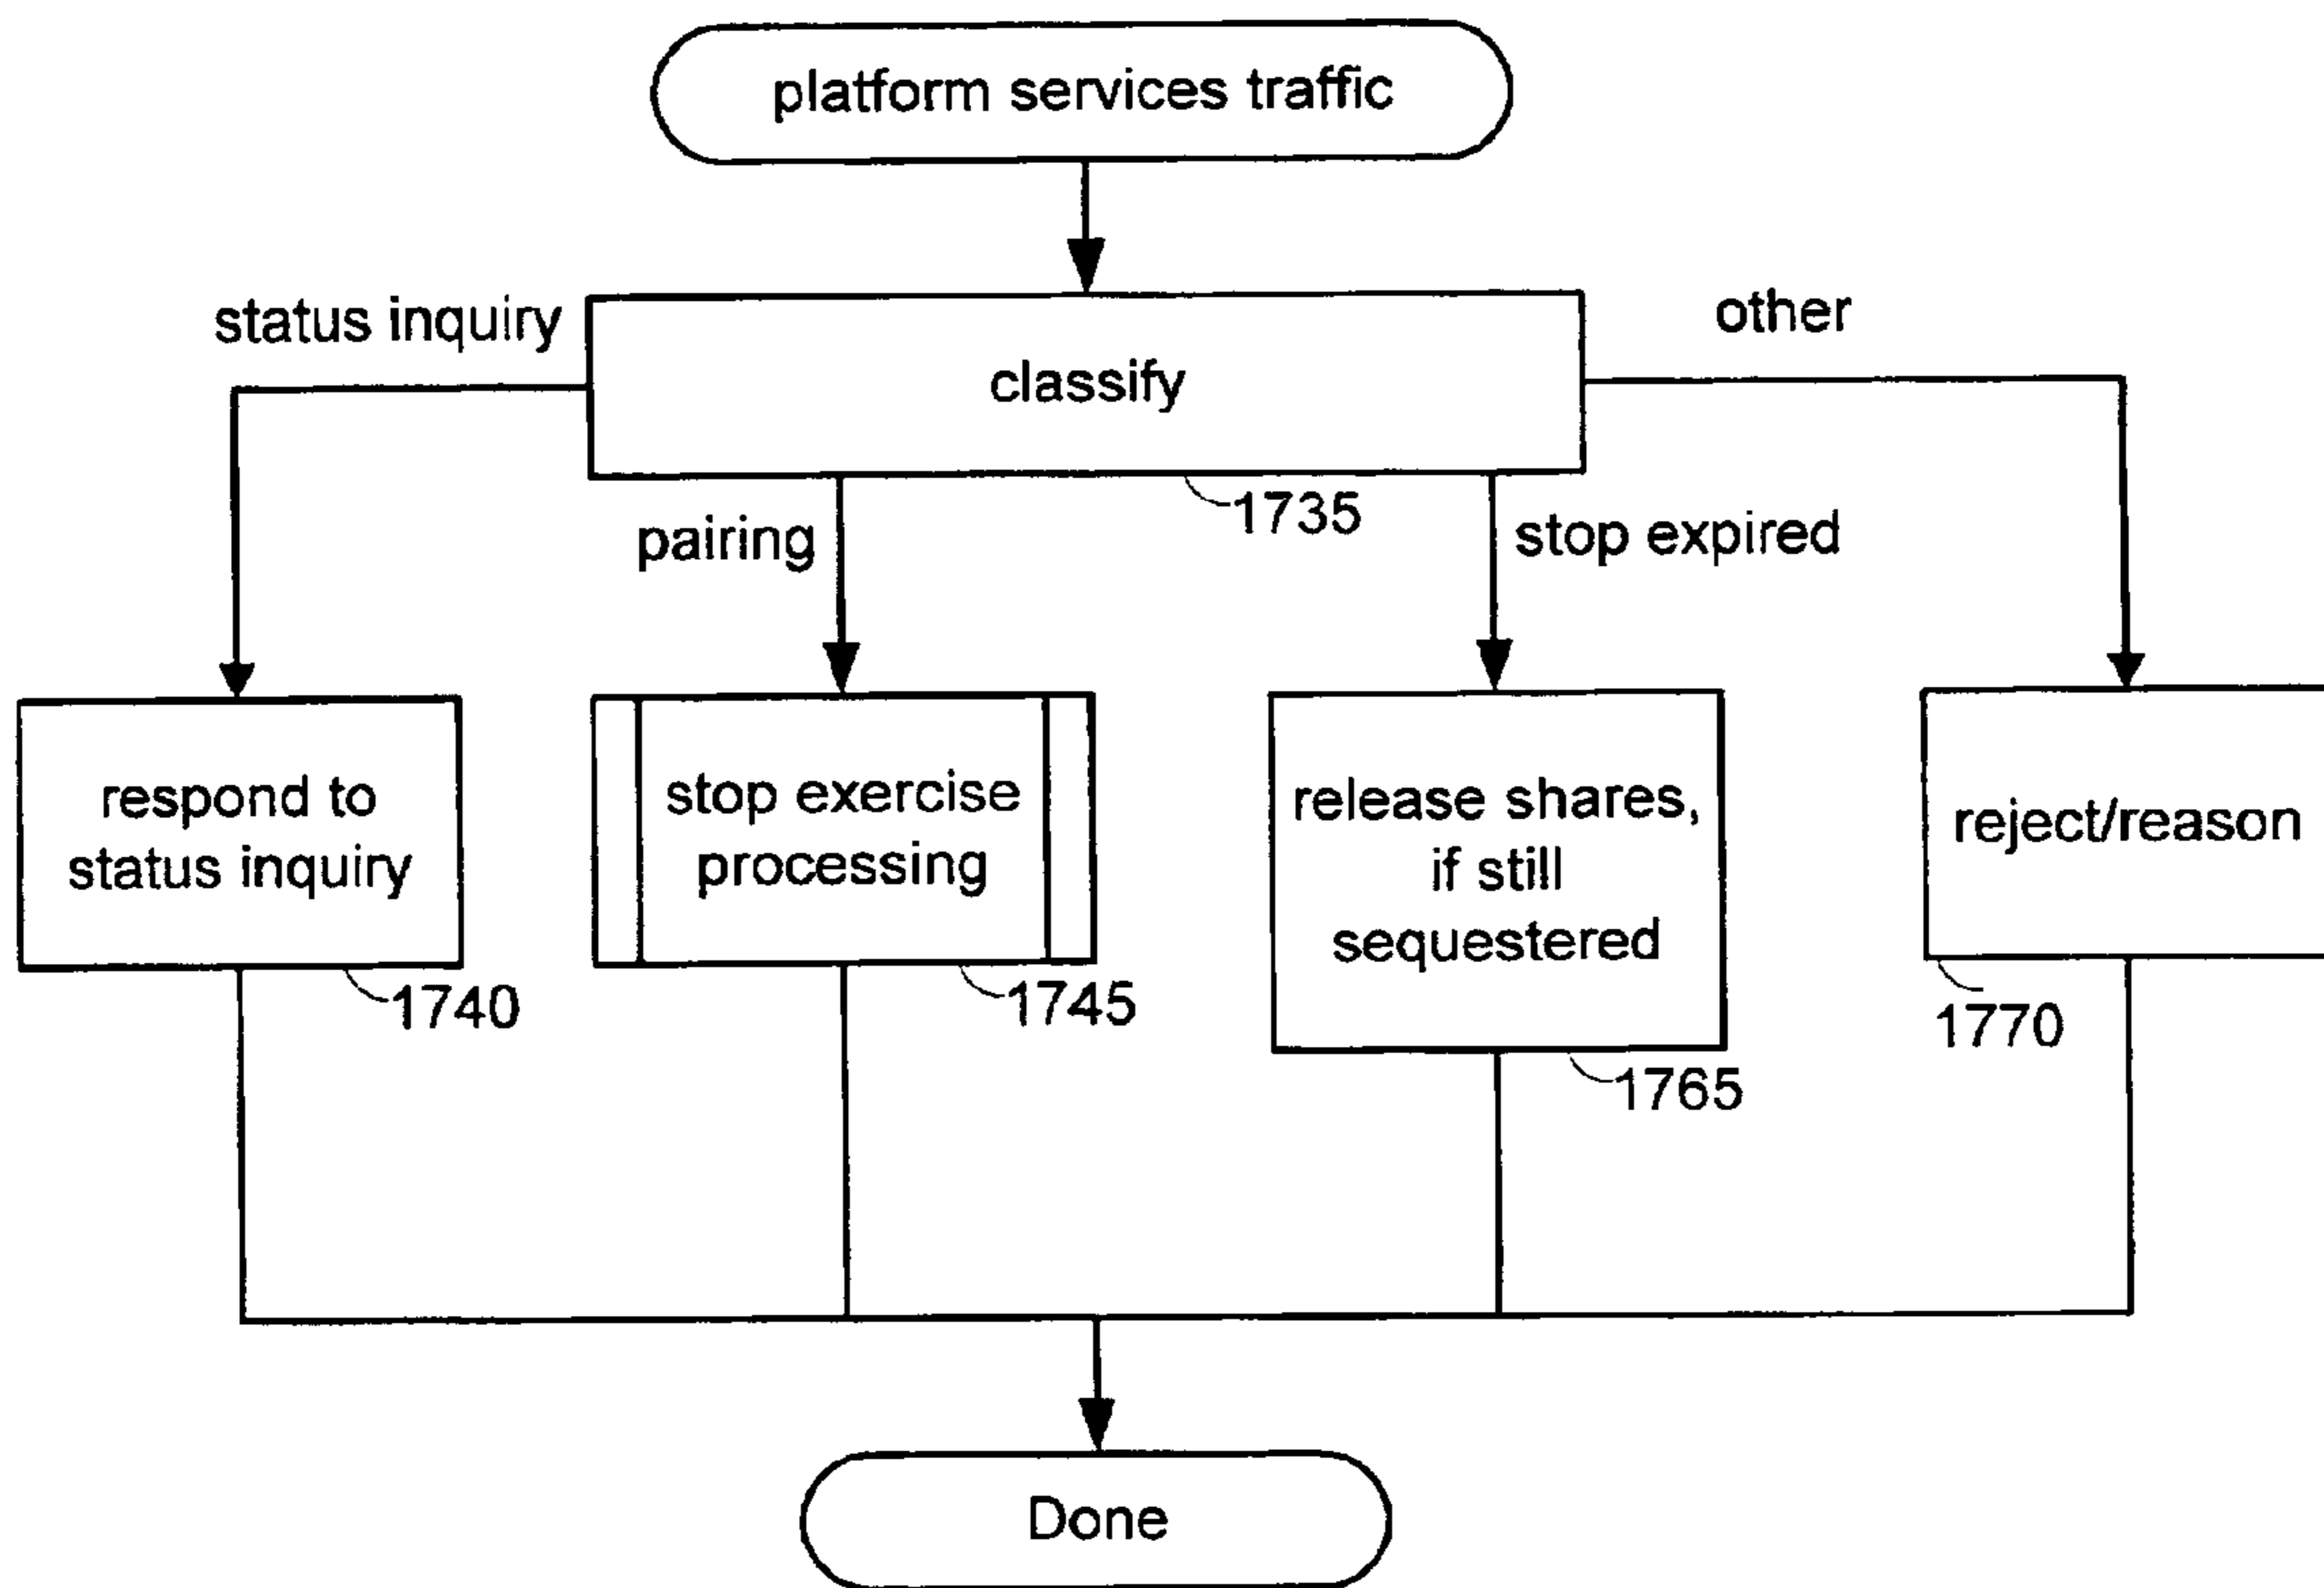 platform services traffic
status inquiry
other
classify
1735
pairing
stop expired
respond to
status inquiry
1740
stop exercise
processing
1745
release shares,
if still
sequestered
1765
reject/reason
1770
Done